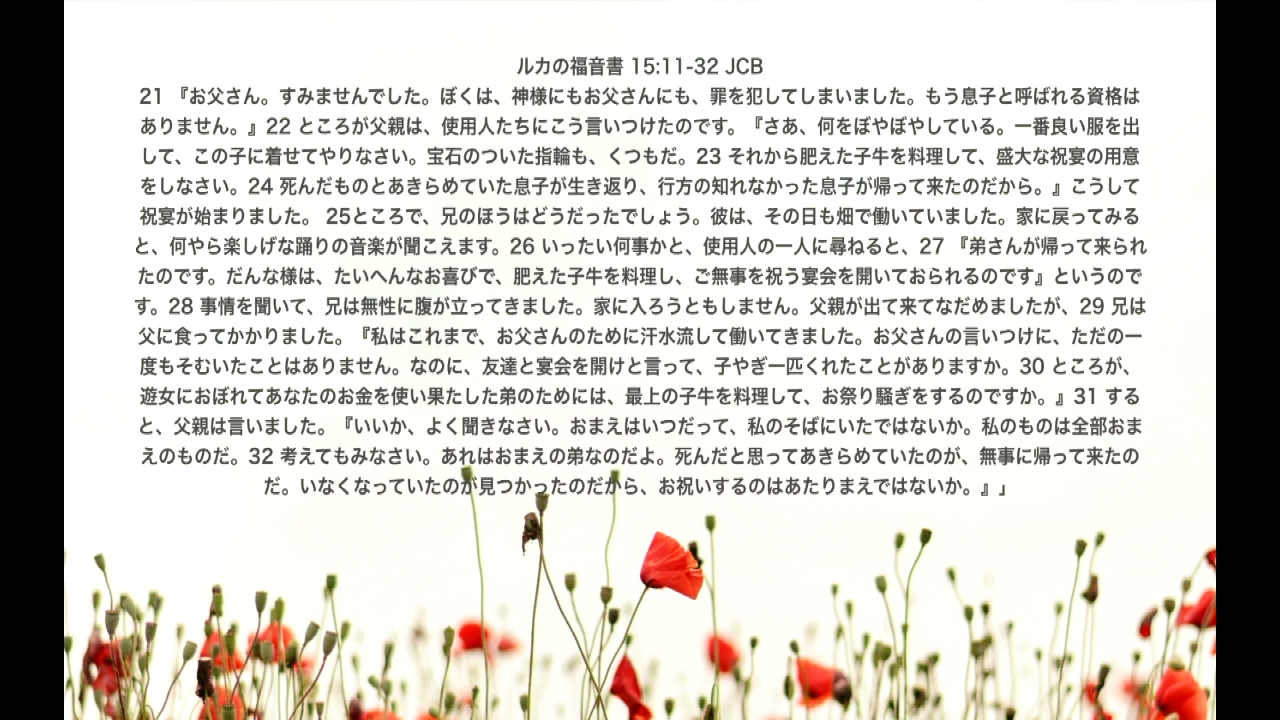 ルカの福音書 15:11-32 JCB
21 『お父さん。すみませんでした。ぼくは、神様にもお父さんにも、罪を犯してしまいました。もう息子と呼ばれる資格は
ありません。』22 ところが父親は、使用人たちにこう言いつけたのです。『さあ、何をぼやぼやしている。一番良い服を出
して、この子に着せてやりなさい。宝石のついた指輪も、くつもだ。23 それから肥えた子牛を料理して、盛大な祝宴の用意
をしなさい。24 死んだものとあきらめていた息子が生き返り、行方の知れなかった息子が帰って来たのだから。』こうして
祝宴が始まりました。 25ところで、兄のほうはどうだったでしょう。彼は、その日も畑で働いていました。家に戻ってみる
と、何やら楽しげな踊りの音楽が聞こえます。26 いったい何事かと、使用人の一人に尋ねると、27 『弟さんが帰って来られ
たのです。だんな様は、たいへんなお喜びで、肥えた子牛を料理し、ご無事を祝う宴会を開いておられるのです』というので
す。28 事情を聞いて、兄は無性に腹が立ってきました。家に入ろうともしません。父親が出て来てなだめましたが、29 兄は
父に食ってかかりました。『私はこれまで、お父さんのために汗水流して働いてきました。お父さんの言いつけに、ただの一
度もそむいたことはありません。なのに、友達と宴会を開けと言って、子やぎ一匹くれたことがありますか。30 ところが、
遊女におぼれてあなたのお金を使い果たした弟のためには、最上の子牛を料理して、お祭り騒ぎをするのですか。』31 する
と、父親は言いました。『いいか、よく聞きなさい。おまえはいつだって、私のそばにいたではないか。私のものは全部おま
えのものだ。32 考えてもみなさい。あれはおまえの弟なのだよ。死んだと思ってあきらめていたのが、無事に帰って来たの
だ。いなくなっていたのが見つかったのだから、お祝いするのはあたりまえではないか。』」